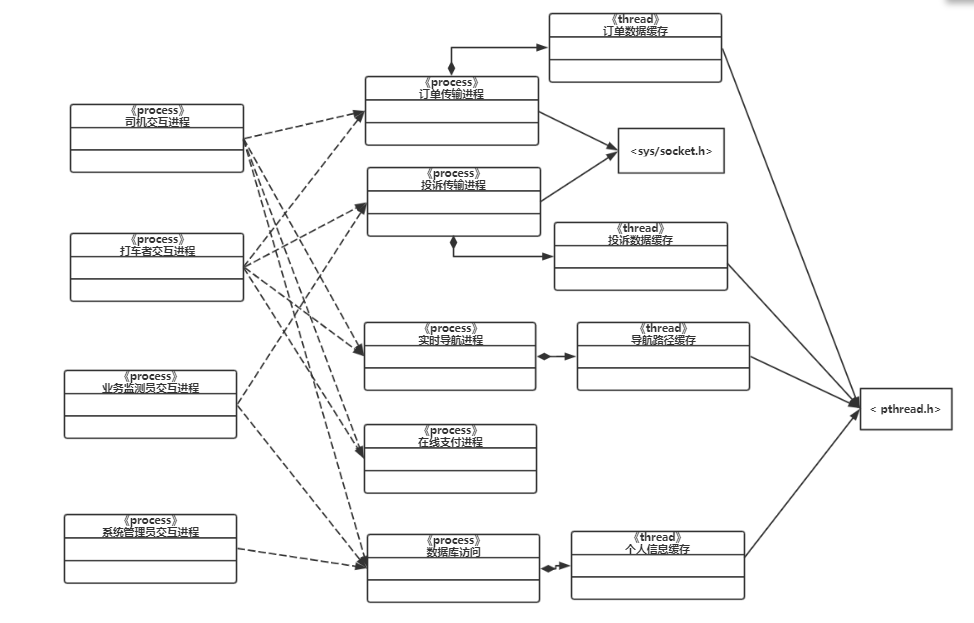 《thread》
订单数据缓存
《process》
订单传输进程
《process》
司机交互进程
<sys/socket.h>
《process》
投诉传输进程
《thread》
投诉数据缓存
《process》
打车者交互进程
《process》
实时导航进程
《thread》
导航路径缓存
《process》
业务监测员交互进程
< pthread.h>
《process》
在线支付进程
《process》
系统管理员交互进程
《process》
数据库访问
《thread》
个人信息缓存